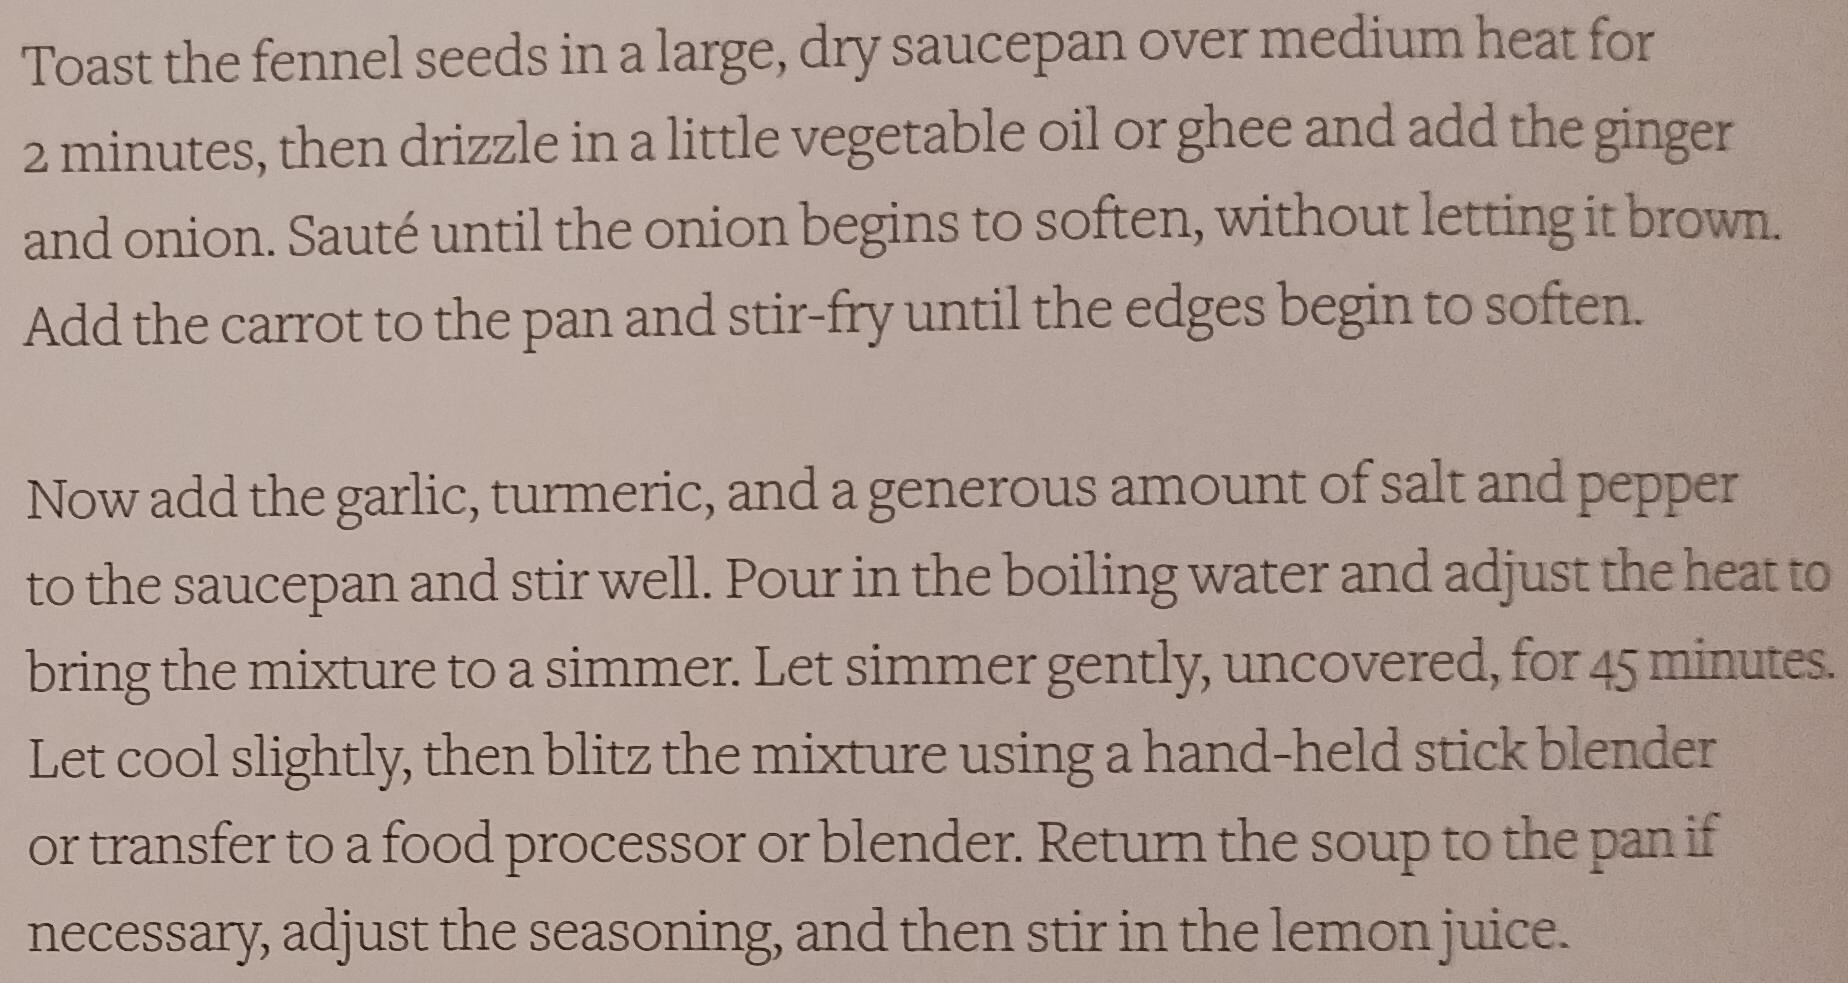 Toast the fennel seeds in a large, dry saucepan over medium heat for
2 minutes, then drizzle in a little vegetable oil or ghee and add the ginger
and onion. Sauté until the onion begins to soften, without letting it brown.
Add the carrot to the pan and stir-fry until the edges begin to soften.
Now add the garlic, turmeric, and a generous amount of salt and pepper
to the saucepan and stir well. Pour in the boiling water and adjust the heat to
bring the mixture to a simmer. Let simmer gently, uncovered, for 45 minutes.
Let cool slightly, then blitz the mixture using a hand-held stick blender
or transfer to a food processor or blender. Return the soup to the pan if
necessary, adjust the seasoning, and then stir in the lemon juice.